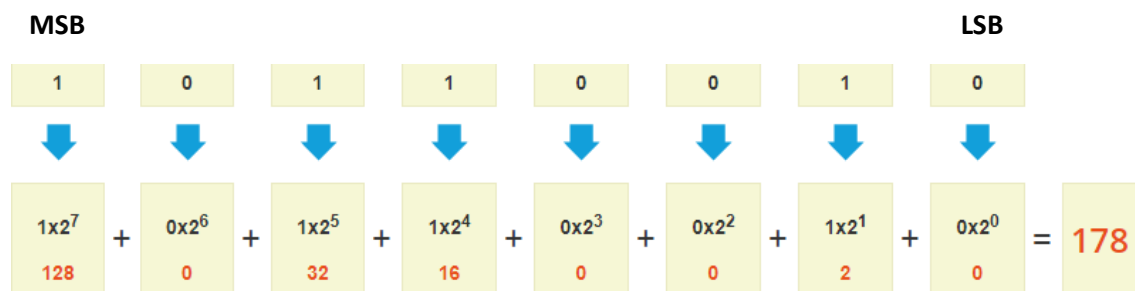 MSB LSB
1 0 1 1 0 0 1 0
1x2⁷ + 0x2⁶ + 1x2⁵ + 1x2⁴ + 0x2³ + 0x2² + 1x2¹ + 0x2⁰ = 178
128 0 32 16 0 0 2 0